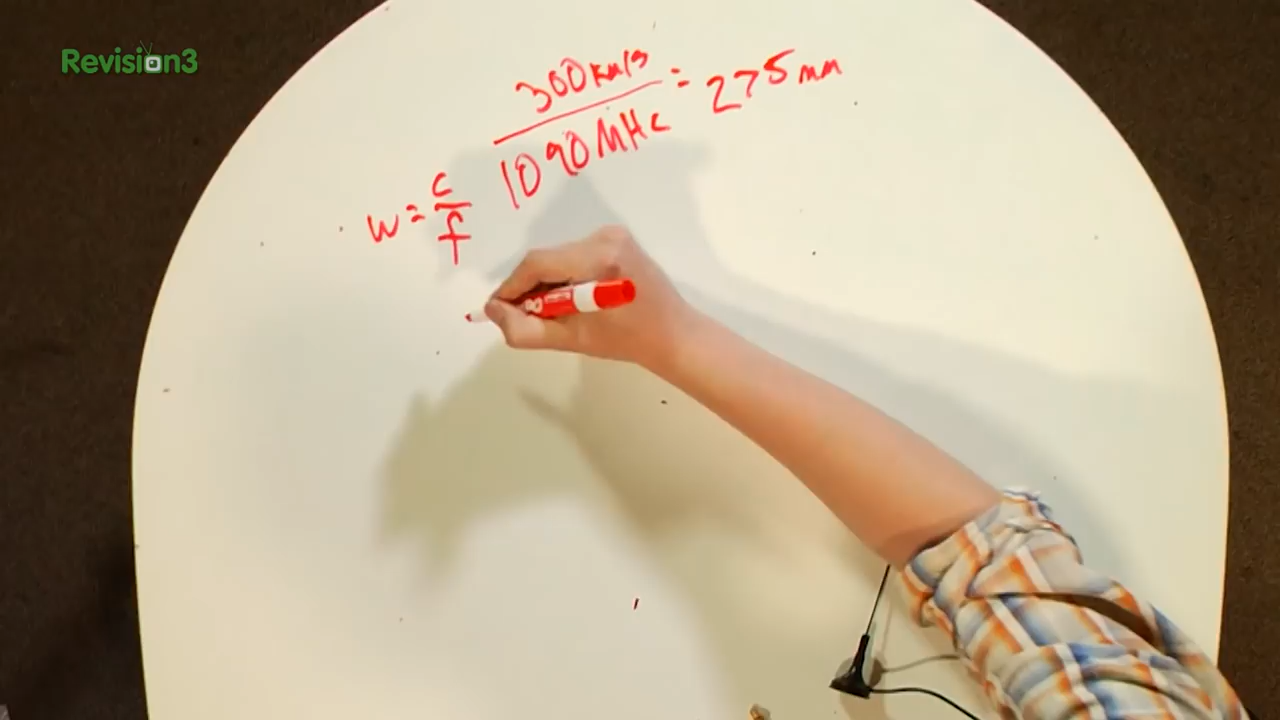 Revision3
300km/s
1090MHz
= 275mm
w = c
f